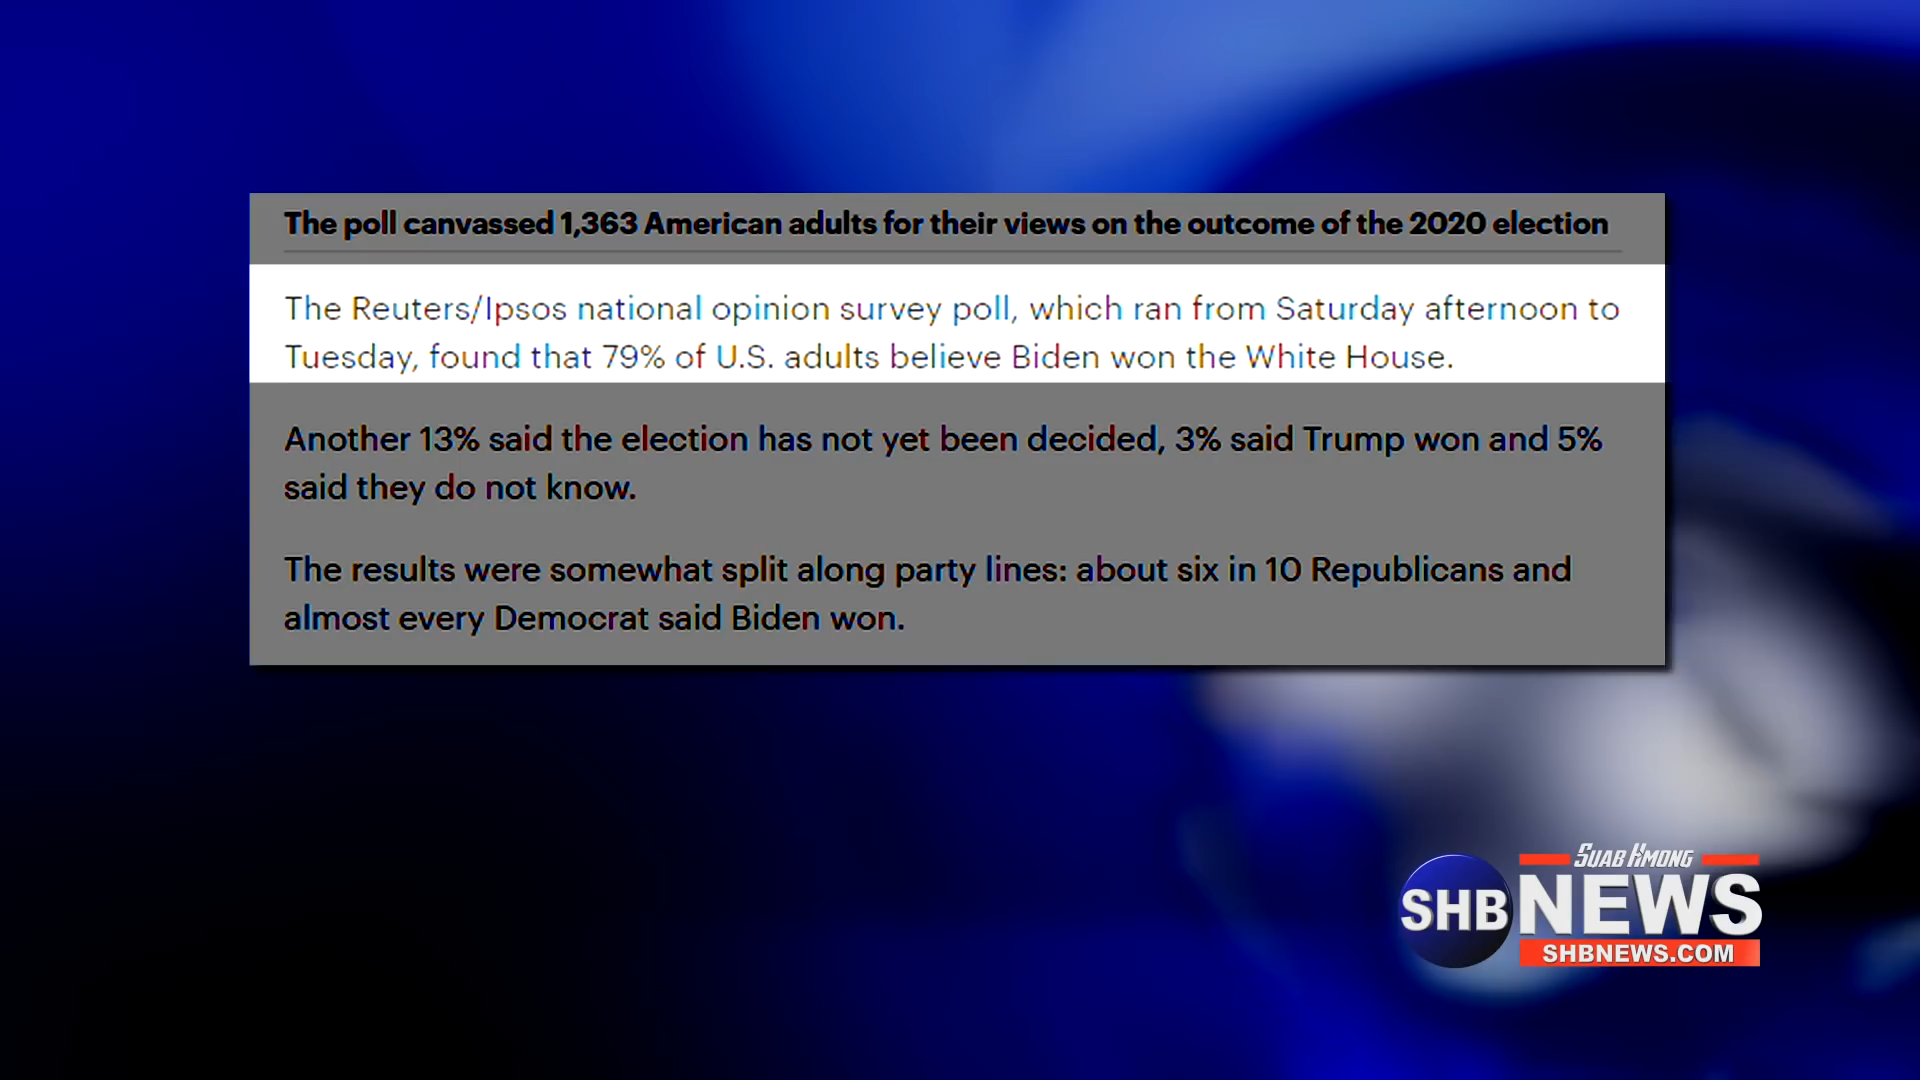 The poll canvassed 1,363 American adults for their views on the outcome of the 2020 election
The Reuters/Ipsos national opinion survey poll, which ran from Saturday afternoon to
Tuesday, found that 79% of U.S. adults believe Biden won the White House.
Another 13% said the election has not yet been decided, 3% said Trump won and 5%
said they do not know.
The results were somewhat split along party lines: about six in 10 Republicans and
almost every Democrat said Biden won.
SUAB HMONG
SHB NEWS
SHBNEWS.COM